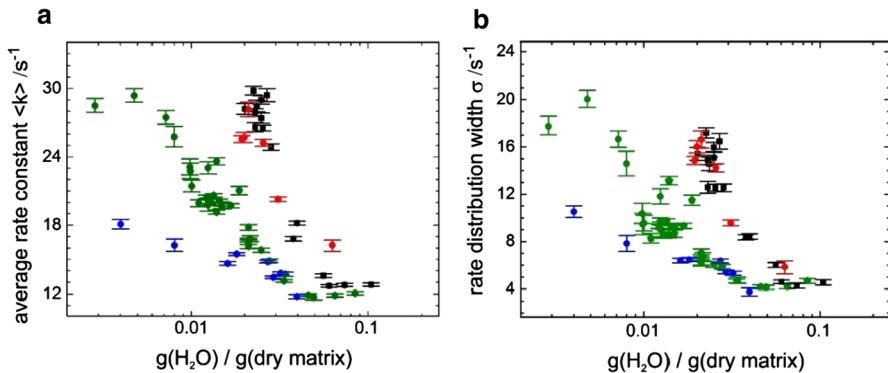 a
average rate constant <k> /s⁻¹
30
24
18
12
0.01
0.1
g(H₂O) / g(dry matrix)
b
rate distribution width σ /s⁻¹
24
20
16
12
8
4
0.01
0.1
g(H₂O) / g(dry matrix)